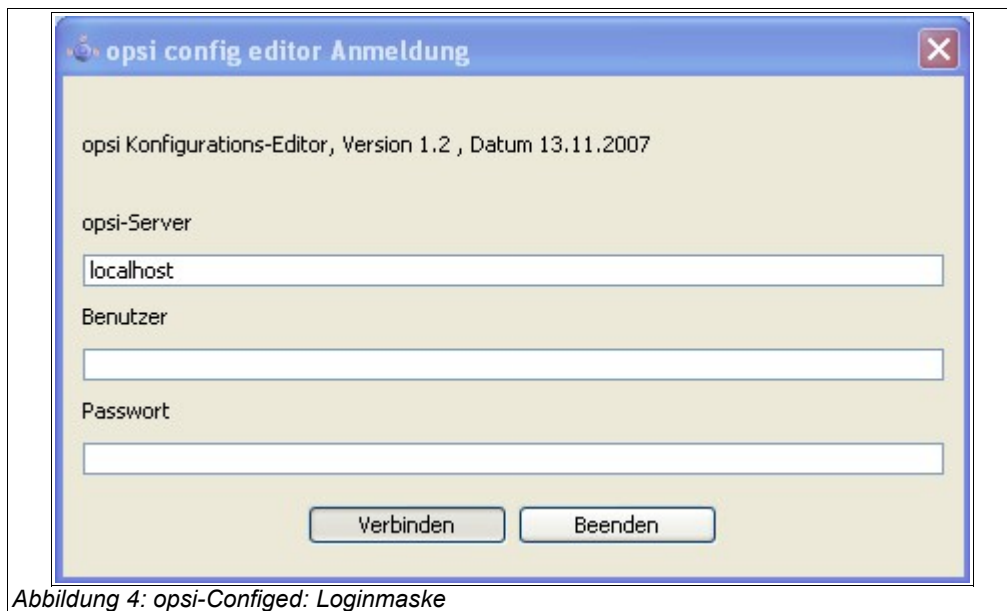 opsi config editor Anmeldung
opsi Konfigurations-Editor, Version 1.2 , Datum 13.11.2007
opsi-Server
localhost
Benutzer
Passwort
Verbinden Beenden
Abbildung 4: opsi-Configed: Loginmaske